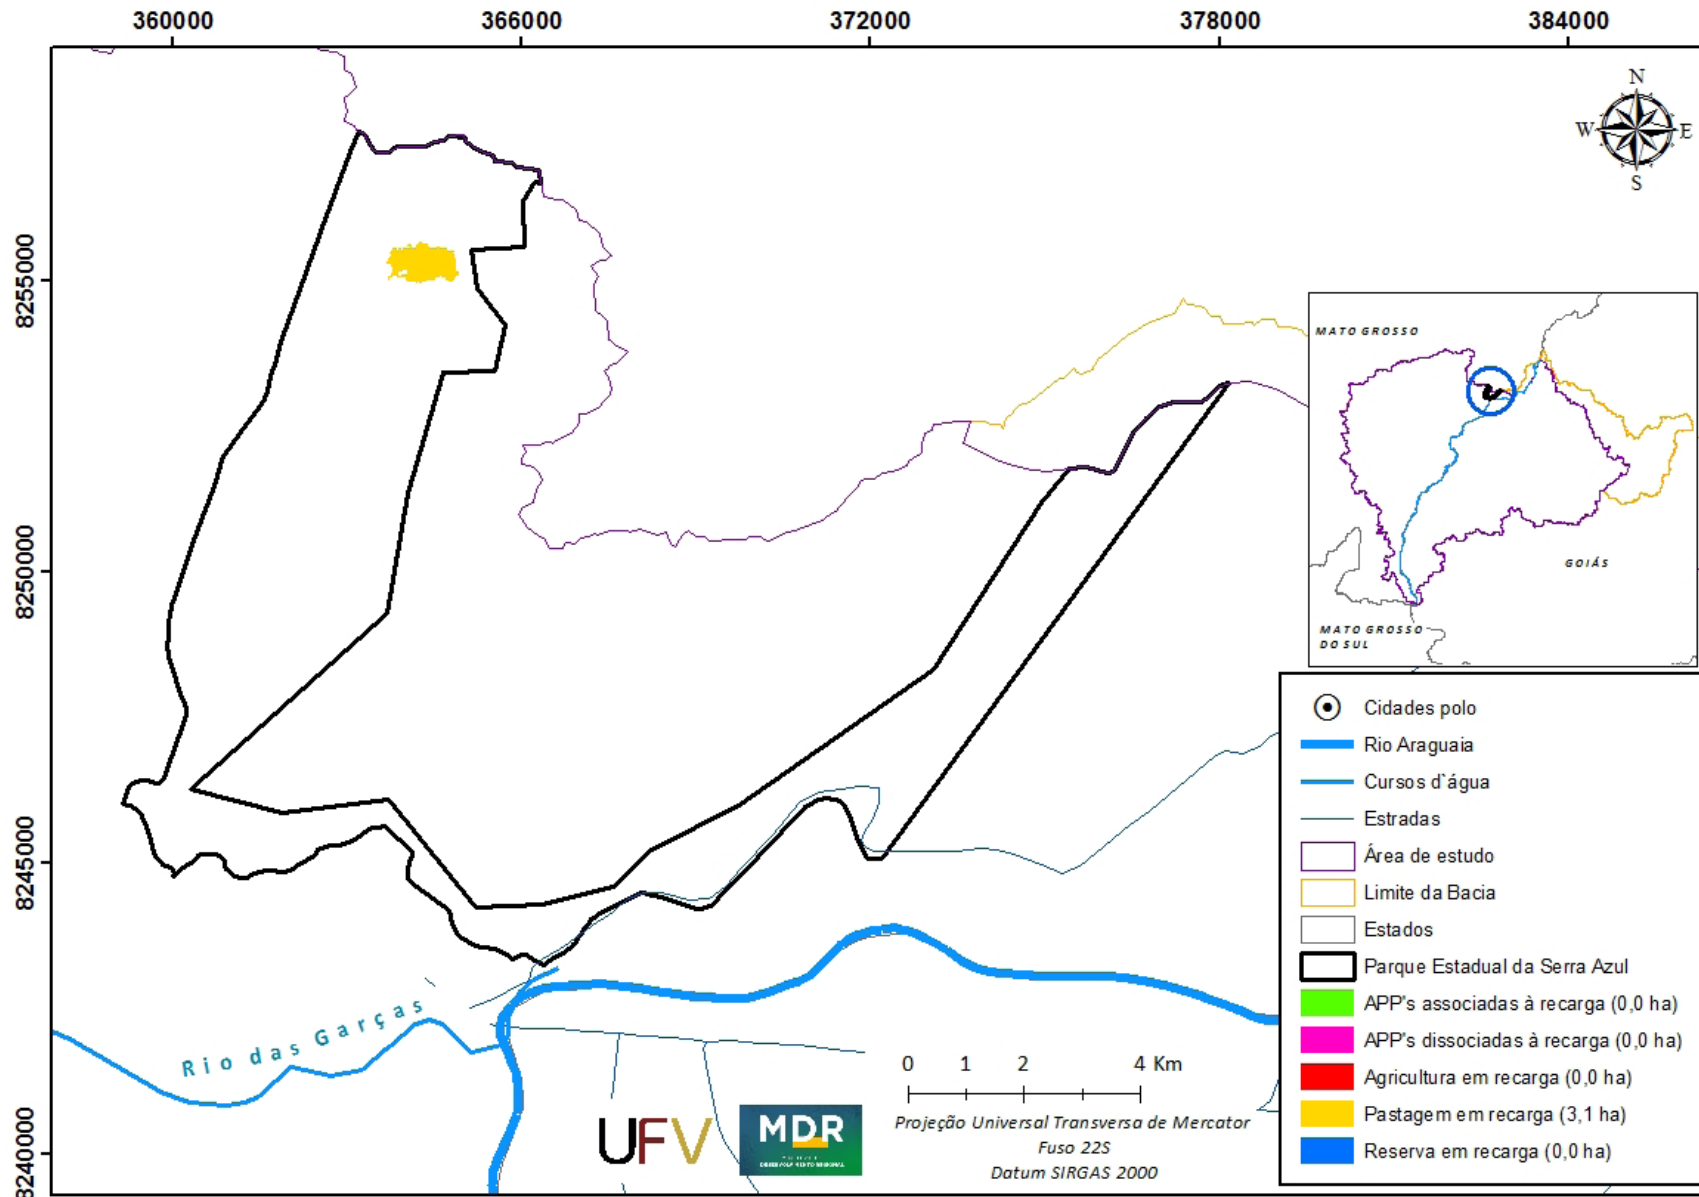 360000 366000 372000 378000 384000
N
W E
S
8255000
8250000
8245000
8240000
MATO GROSSO
GOIÁS
MATO GROSSO
DO SUL
Cidades polo
Rio Araguaia
Cursos d`água
Estradas
Área de estudo
Limite da Bacia
Estados
Parque Estadual da Serra Azul
APP's associadas à recarga (0,0 ha)
APP's dissociadas à recarga (0,0 ha)
Agricultura em recarga (0,0 ha)
Pastagem em recarga (3,1 ha)
Reserva em recarga (0,0 ha)
Rio das Garças
0 1 2 4 Km
Projeção Universal Transversa de Mercator
Fuso 22S
Datum SIRGAS 2000
UFV
MDR
DESENVOLVIMENTO REGIONAL